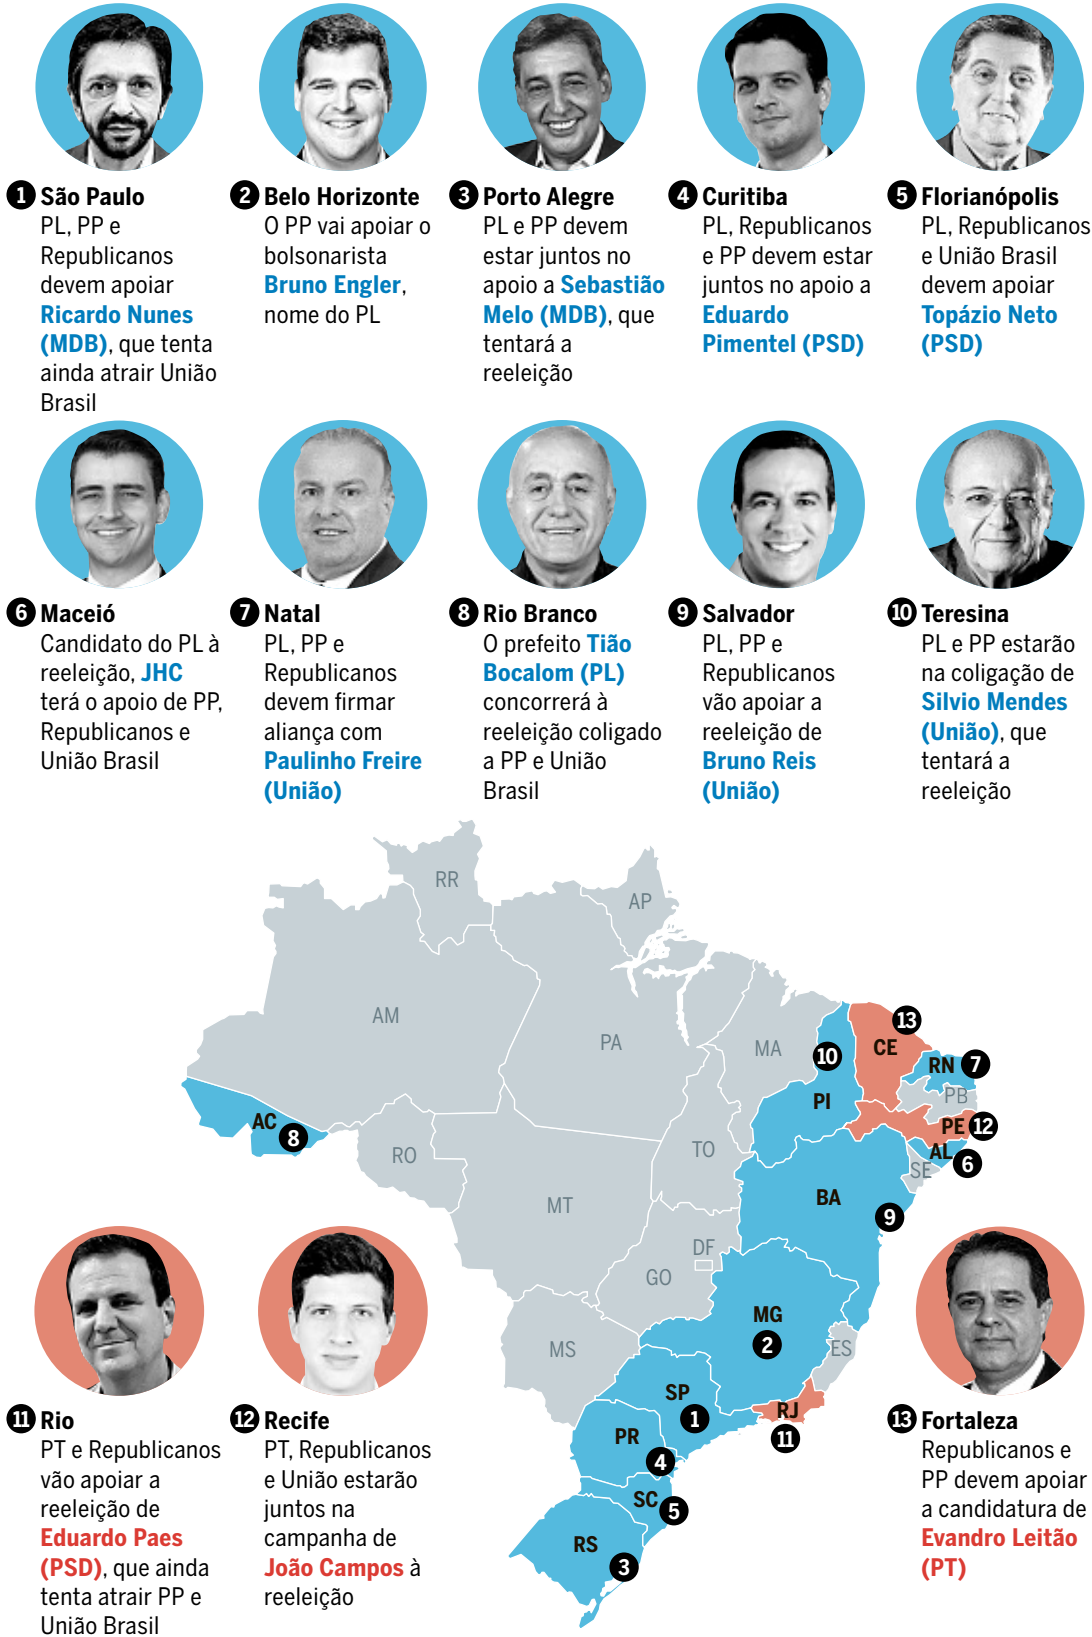 1 São Paulo
PL, PP e
Republicanos
devem apoiar
Ricardo Nunes
(MDB), que tenta
ainda atrair União
Brasil
2 Belo Horizonte
O PP vai apoiar o
bolsonarista
Bruno Engler,
nome do PL
3 Porto Alegre
PL e PP devem
estar juntos no
apoio a Sebastião
Melo (MDB), que
tentará a
reeleição
4 Curitiba
PL, Republicanos
e PP devem estar
juntos no apoio a
Eduardo
Pimentel (PSD)
5 Florianópolis
PL, Republicanos
e União Brasil
devem apoiar
Topázio Neto
(PSD)
6 Maceió
Candidato do PL à
reeleição, JHC
terá o apoio de PP,
Republicanos e
União Brasil
7 Natal
PL, PP e
Republicanos
devem firmar
aliança com
Paulinho Freire
(União)
8 Rio Branco
O prefeito Tião
Bocalom (PL)
concorrerá à
reeleição coligado
a PP e União
Brasil
9 Salvador
PL, PP e
Republicanos
vão apoiar a
reeleição de
Bruno Reis
(União)
10 Teresina
PL e PP estarão
na coligação de
Silvio Mendes
(União), que
tentará a
reeleição
RR
AP
AM
PA
MA
10
CE
13
RN 7
PI
PB
AC
8
PE 12
AL
6
RO
TO
SE
MT
BA
9
DF
GO
MG
2
MS
ES
SP
1
RJ
11
PR
4
SC
5
RS
3
11 Rio
PT e Republicanos
vão apoiar a
reeleição de
Eduardo Paes
(PSD), que ainda
tenta atrair PP e
União Brasil
12 Recife
PT, Republicanos
e União estarão
juntos na
campanha de
João Campos à
reeleição
13 Fortaleza
Republicanos e
PP devem apoiar
a candidatura de
Evandro Leitão
(PT)